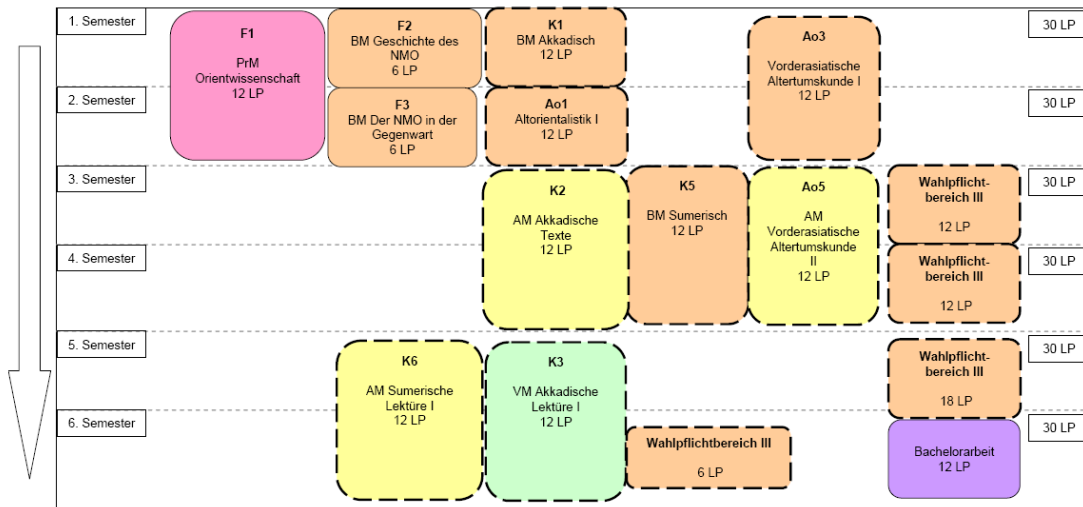 1. Semester
F1
PrM
Orientwissenschaft
12 LP
F2
BM Geschichte des
NMO
6 LP
K1
BM Akkadisch
12 LP
Ao3
Vorderasiatische
Altertumskunde I
12 LP
30 LP
2. Semester
F3
BM Der NMO in der
Gegenwart
6 LP
Ao1
Altorientalistik I
12 LP
30 LP
3. Semester
K2
AM Akkadische
Texte
12 LP
K5
BM Sumerisch
12 LP
Ao5
AM
Vorderasiatische
Altertumskunde
II
12 LP
Wahlpflicht-
bereich III
12 LP
30 LP
4. Semester
Wahlpflicht-
bereich III
12 LP
30 LP
5. Semester
K6
AM Sumerische
Lektüre I
12 LP
K3
VM Akkadische
Lektüre I
12 LP
Wahlpflicht-
bereich III
18 LP
30 LP
6. Semester
Wahlpflichtbereich III
6 LP
Bachelorarbeit
12 LP
30 LP